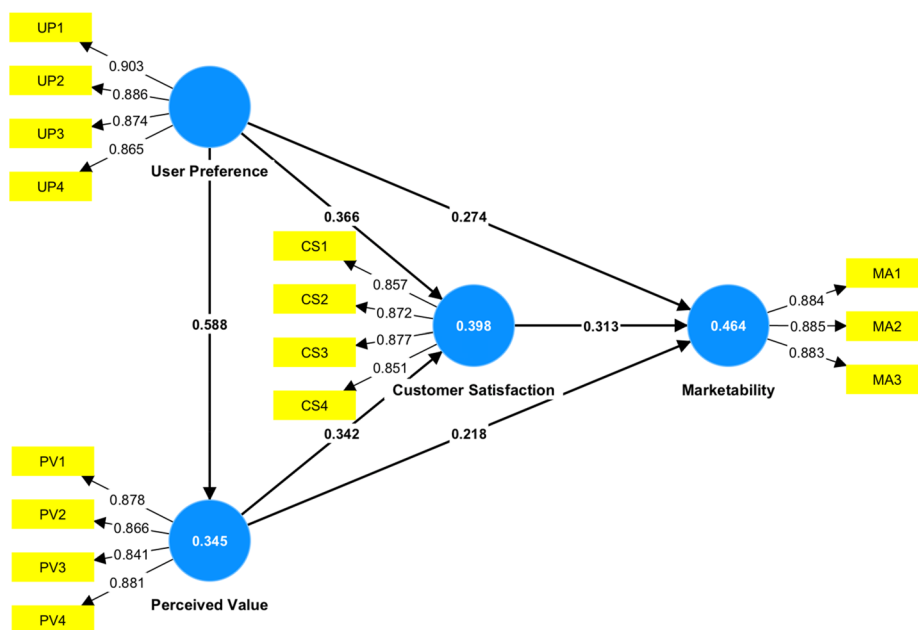 UP1
0.903
UP2
0.886
0.874
UP3
0.865
UP4
User Preference
0.366
0.274
CS1
0.857
CS2
0.872
0.588
0.398
0.313
0.464
0.877
CS3
0.851
CS4
Customer Satisfaction
Marketability
MA1
0.884
0.885
MA2
0.883
MA3
0.342
0.218
PV1
0.878
PV2
0.866
0.345
0.841
PV3
0.881
PV4
Perceived Value